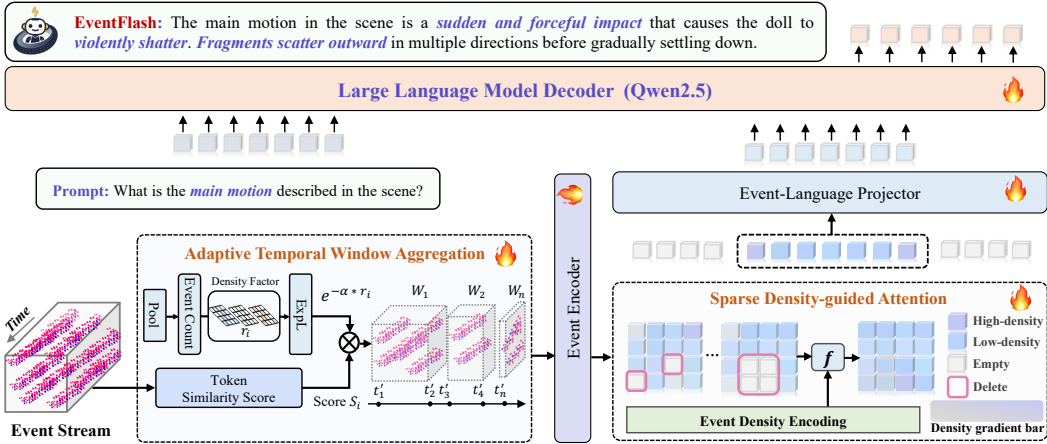 EventFlash: The main motion in the scene is a sudden and forceful impact that causes the doll to
violently shatter. Fragments scatter outward in multiple directions before gradually settling down.
Large Language Model Decoder (Qwen2.5)
Prompt: What is the main motion described in the scene?
Event-Language Projector
Event Encoder
Adaptive Temporal Window Aggregation
Pool
Event Count
Density Factor
r_i
ExpL
e^{-α * r_i}
W_1
W_2
W_n
Time
Token
Similarity Score
Score S_i
t'_1
t'_2
t'_3
t'_4
t'_n
Event Stream
Sparse Density-guided Attention
...
f
High-density
Low-density
Empty
Delete
Event Density Encoding
Density gradient bar